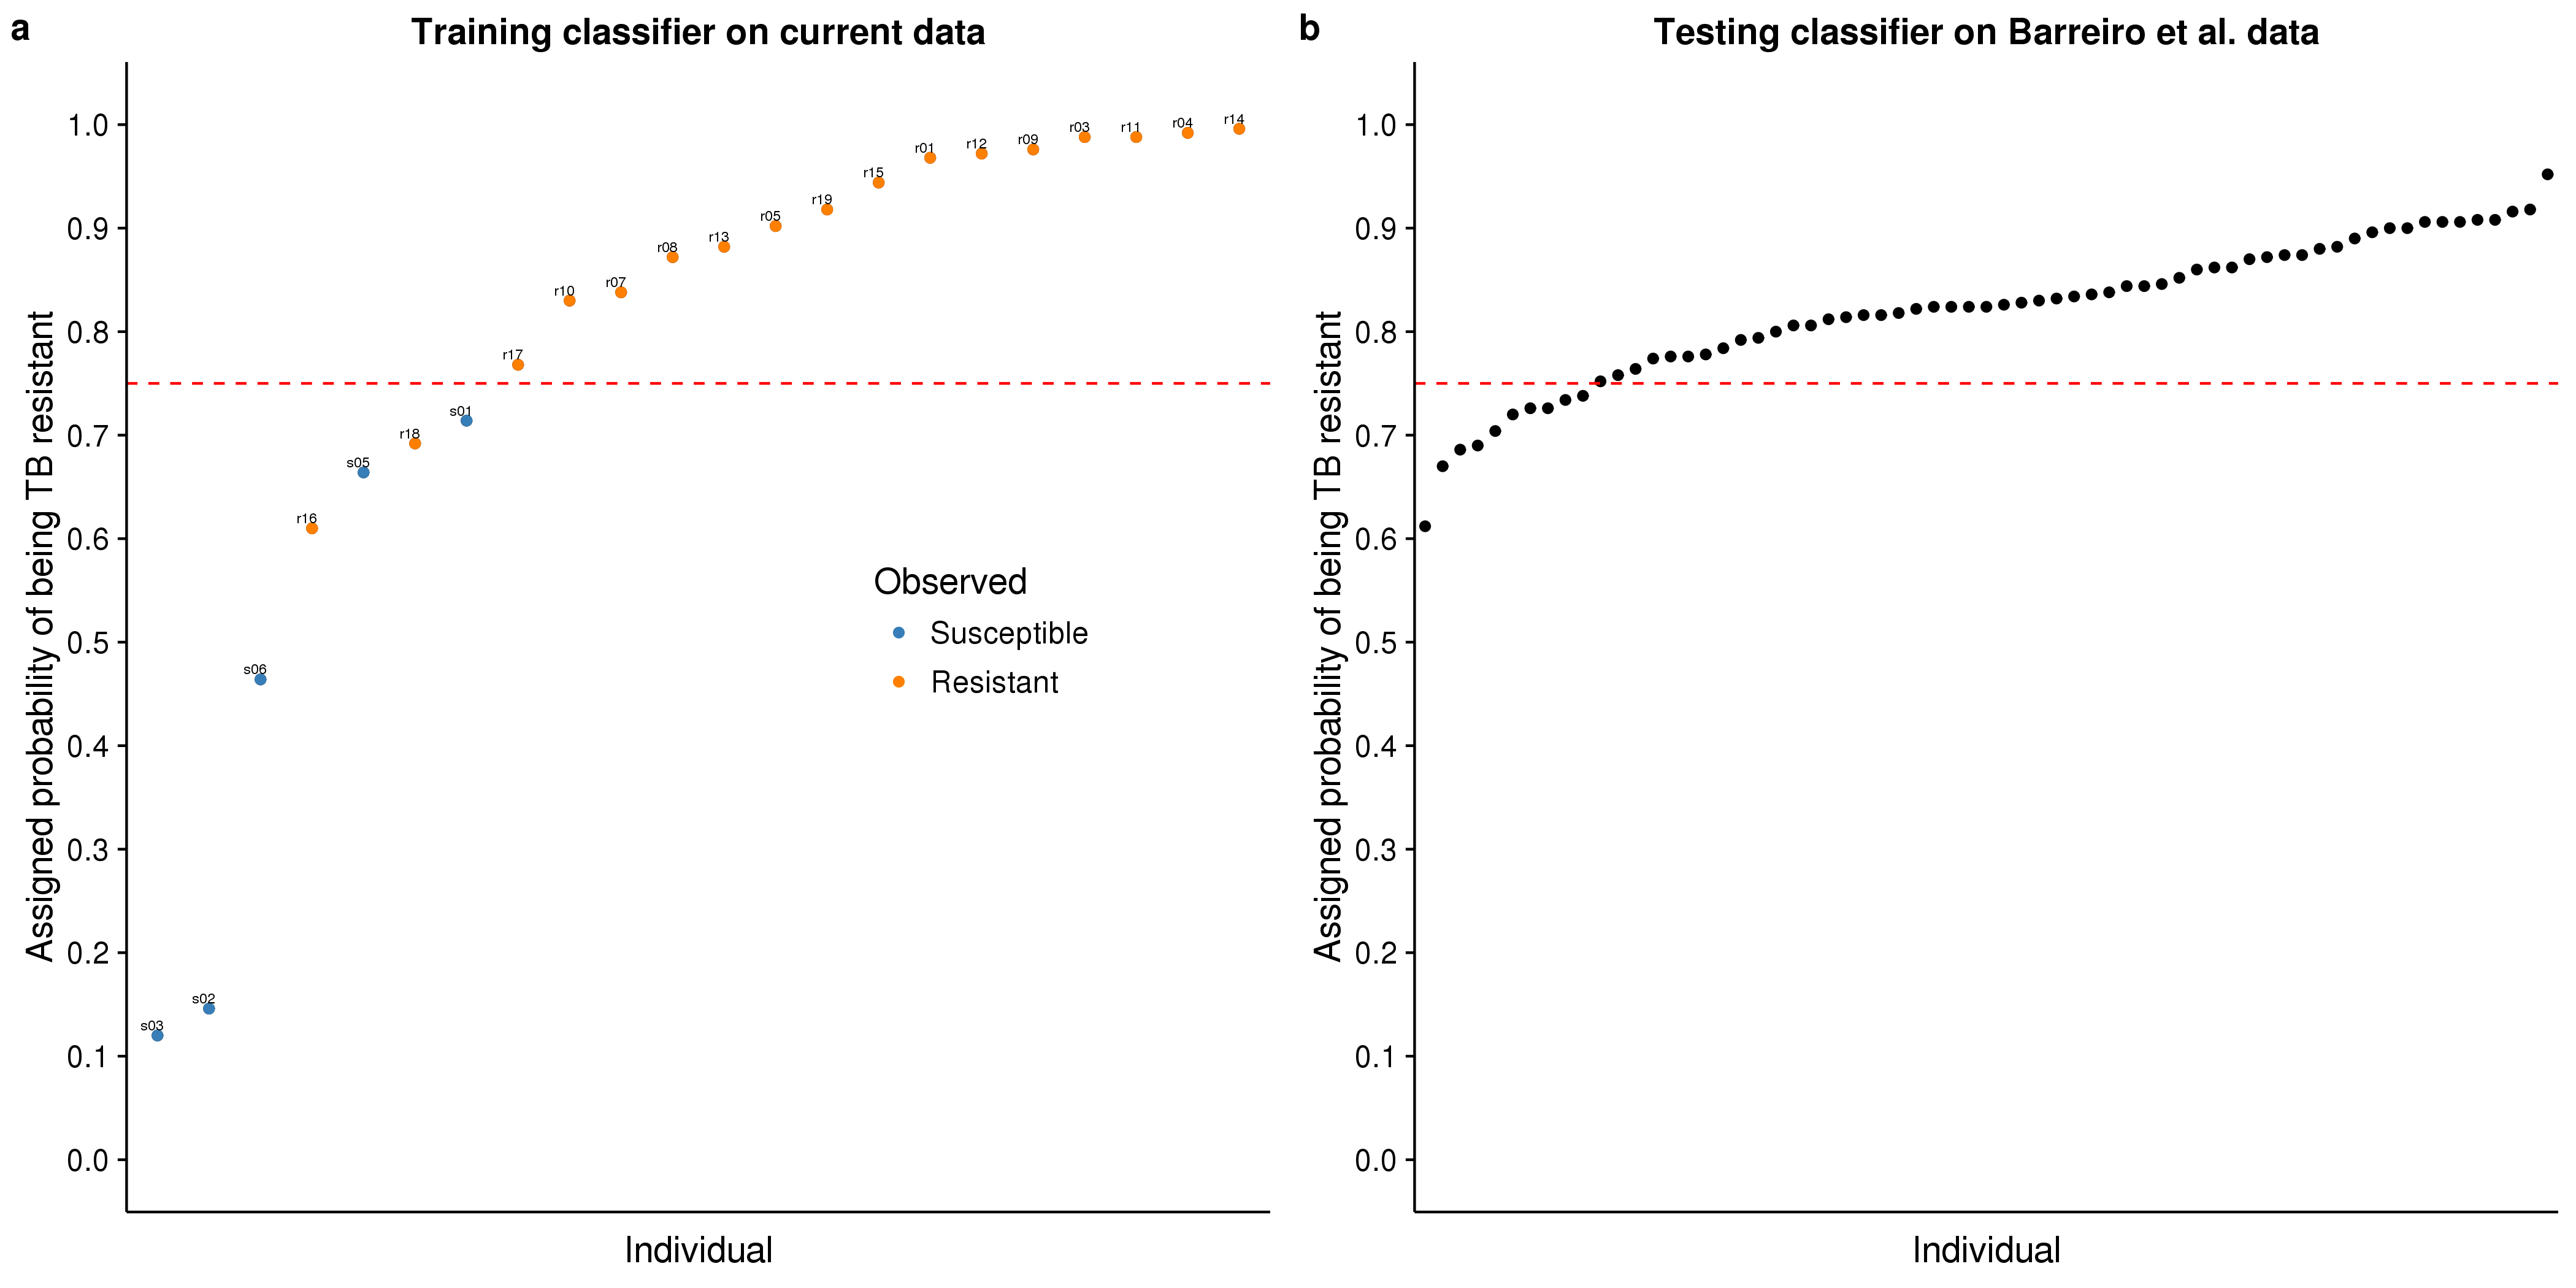 a
Training classifier on current data
Assigned probability of being TB resistant
1.0
0.9
0.8
0.7
0.6
0.5
0.4
0.3
0.2
0.1
0.0
s03
s02
s06
r16
s05
r18
s01
r17
r10
r07
r08
r13
r05
r19
r15
r01
r12
r09
r03
r11
r04
r14
Observed
Susceptible
Resistant
Individual
b
Testing classifier on Barreiro et al. data
Assigned probability of being TB resistant
1.0
0.9
0.8
0.7
0.6
0.5
0.4
0.3
0.2
0.1
0.0
Individual